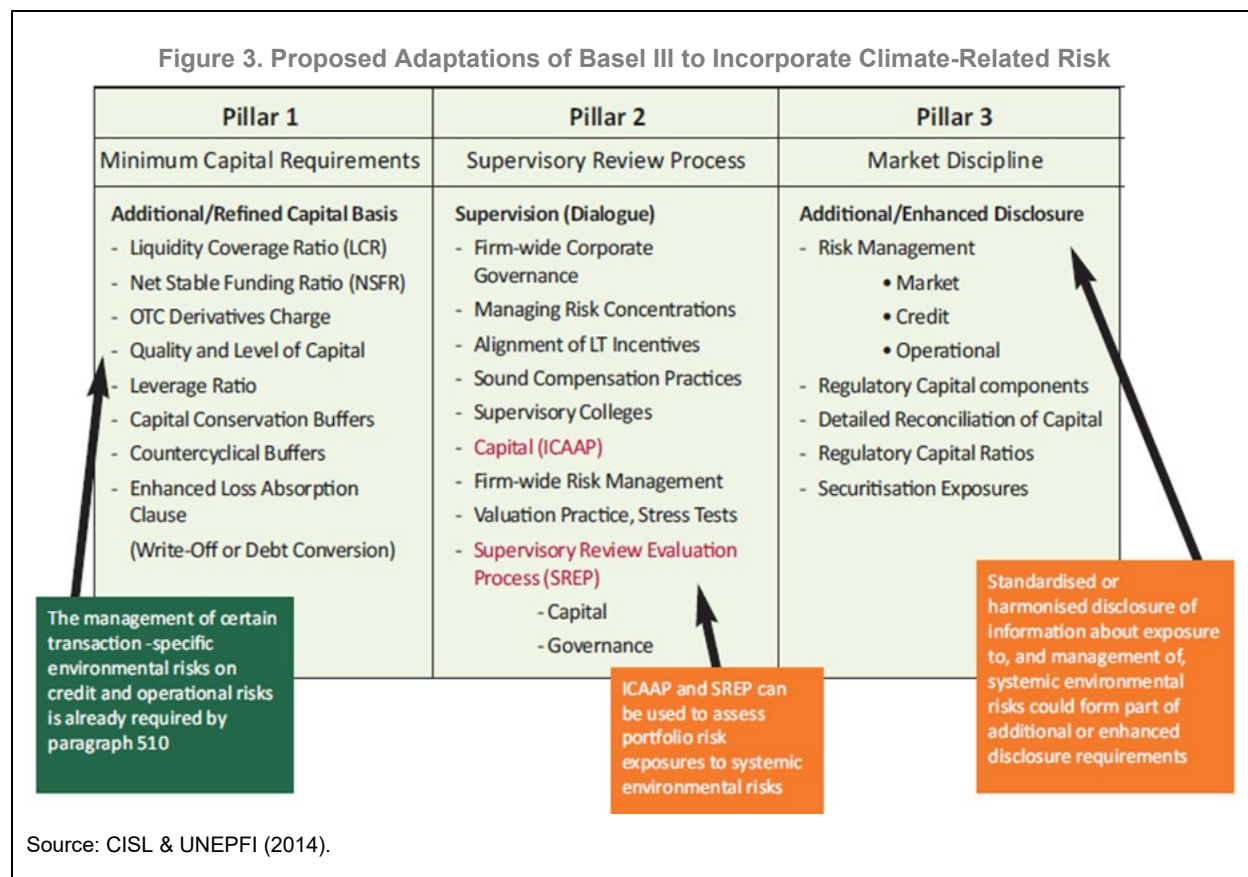 Figure 3. Proposed Adaptations of Basel III to Incorporate Climate-Related Risk
Pillar 1
Minimum Capital Requirements
Additional/Refined Capital Basis
- Liquidity Coverage Ratio (LCR)
- Net Stable Funding Ratio (NSFR)
- OTC Derivatives Charge
- Quality and Level of Capital
- Leverage Ratio
- Capital Conservation Buffers
- Countercyclical Buffers
- Enhanced Loss Absorption
Clause
(Write-Off or Debt Conversion)
The management of certain
transaction -specific
environmental risks on
credit and operational risks
is already required by
paragraph 510
Pillar 2
Supervisory Review Process
Supervision (Dialogue)
- Firm-wide Corporate
Governance
- Managing Risk Concentrations
- Alignment of LT Incentives
- Sound Compensation Practices
- Supervisory Colleges
- Capital (ICAAP)
- Firm-wide Risk Management
- Valuation Practice, Stress Tests
- Supervisory Review Evaluation
Process (SREP)
- Capital
- Governance
ICAAP and SREP can
be used to assess
portfolio risk
exposures to systemic
environmental risks
Pillar 3
Market Discipline
Additional/Enhanced Disclosure
- Risk Management
• Market
• Credit
• Operational
- Regulatory Capital components
- Detailed Reconciliation of Capital
- Regulatory Capital Ratios
- Securitisation Exposures
Standardised or
harmonised disclosure of
information about exposure
to, and management of,
systemic environmental
risks could form part of
additional or enhanced
disclosure requirements
Source: CISL & UNEPFI (2014).